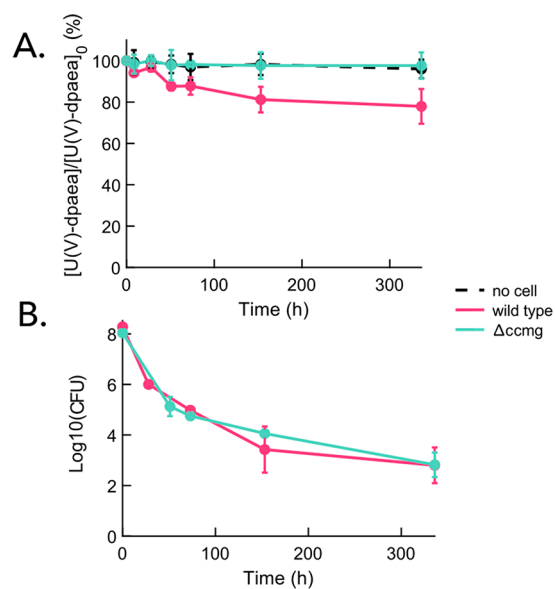 A.
[U(V)-dpaea]/[U(V)-dpaea]0 (%)
100
80
60
40
20
0
0 100 200 300
Time (h)
no cell
wild type
Δccmg
B.
Log10(CFU)
8
6
4
2
0
0 100 200 300
Time (h)